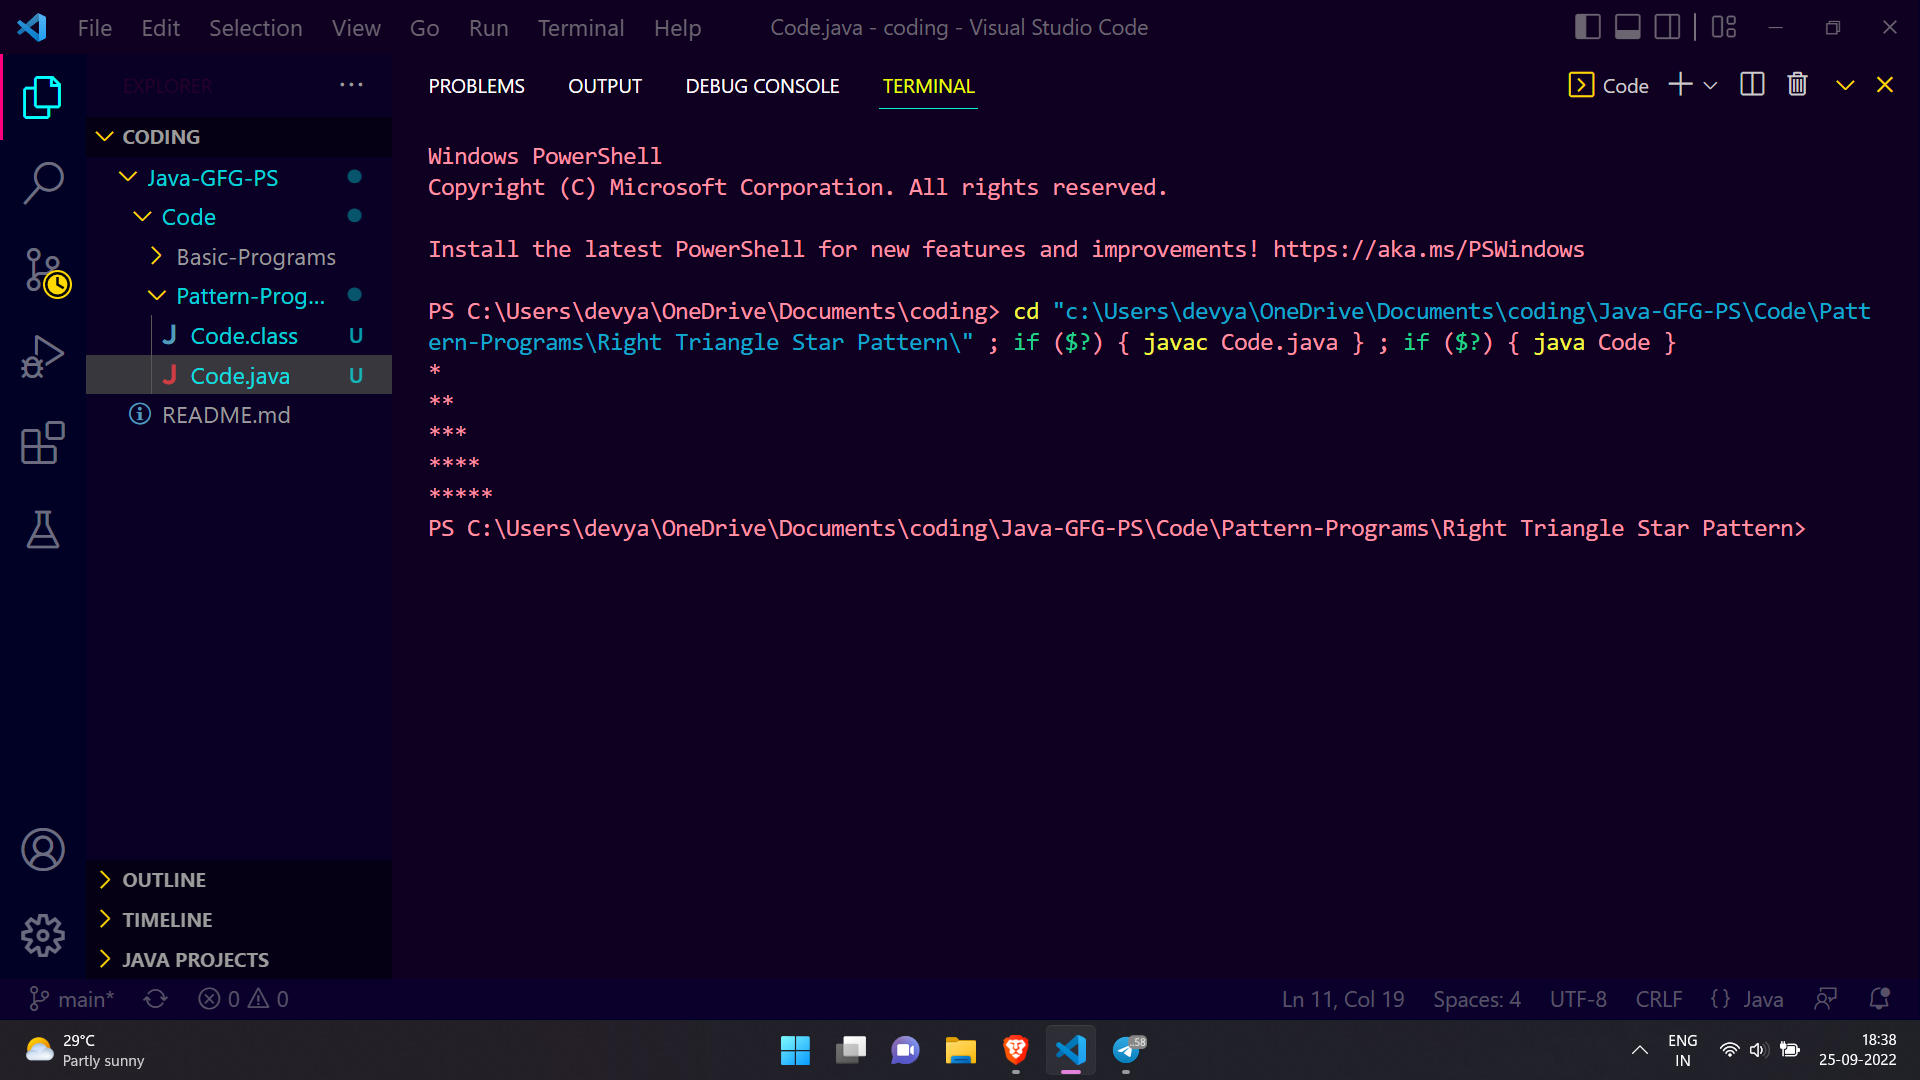 File Edit Selection View Go Run Terminal Help Code.java - coding - Visual Studio Code
EXPLORER ...
CODING
Java-GFG-PS
Code
Basic-Programs
Pattern-Prog...
J Code.class U
J Code.java U
README.md
OUTLINE
TIMELINE
JAVA PROJECTS
PROBLEMS OUTPUT DEBUG CONSOLE TERMINAL Code
Windows PowerShell
Copyright (C) Microsoft Corporation. All rights reserved.
Install the latest PowerShell for new features and improvements! https://aka.ms/PSWindows
PS C:\Users\devya\OneDrive\Documents\coding> cd "c:\Users\devya\OneDrive\Documents\coding\Java-GFG-PS\Code\Patt
ern-Programs\Right Triangle Star Pattern\" ; if ($?) { javac Code.java } ; if ($?) { java Code }
*
**
***
****
*****
PS C:\Users\devya\OneDrive\Documents\coding\Java-GFG-PS\Code\Pattern-Programs\Right Triangle Star Pattern>
main* 0 0 Ln 11, Col 19 Spaces: 4 UTF-8 CRLF {} Java
29°C
Partly sunny
58
ENG
IN
18:38
25-09-2022